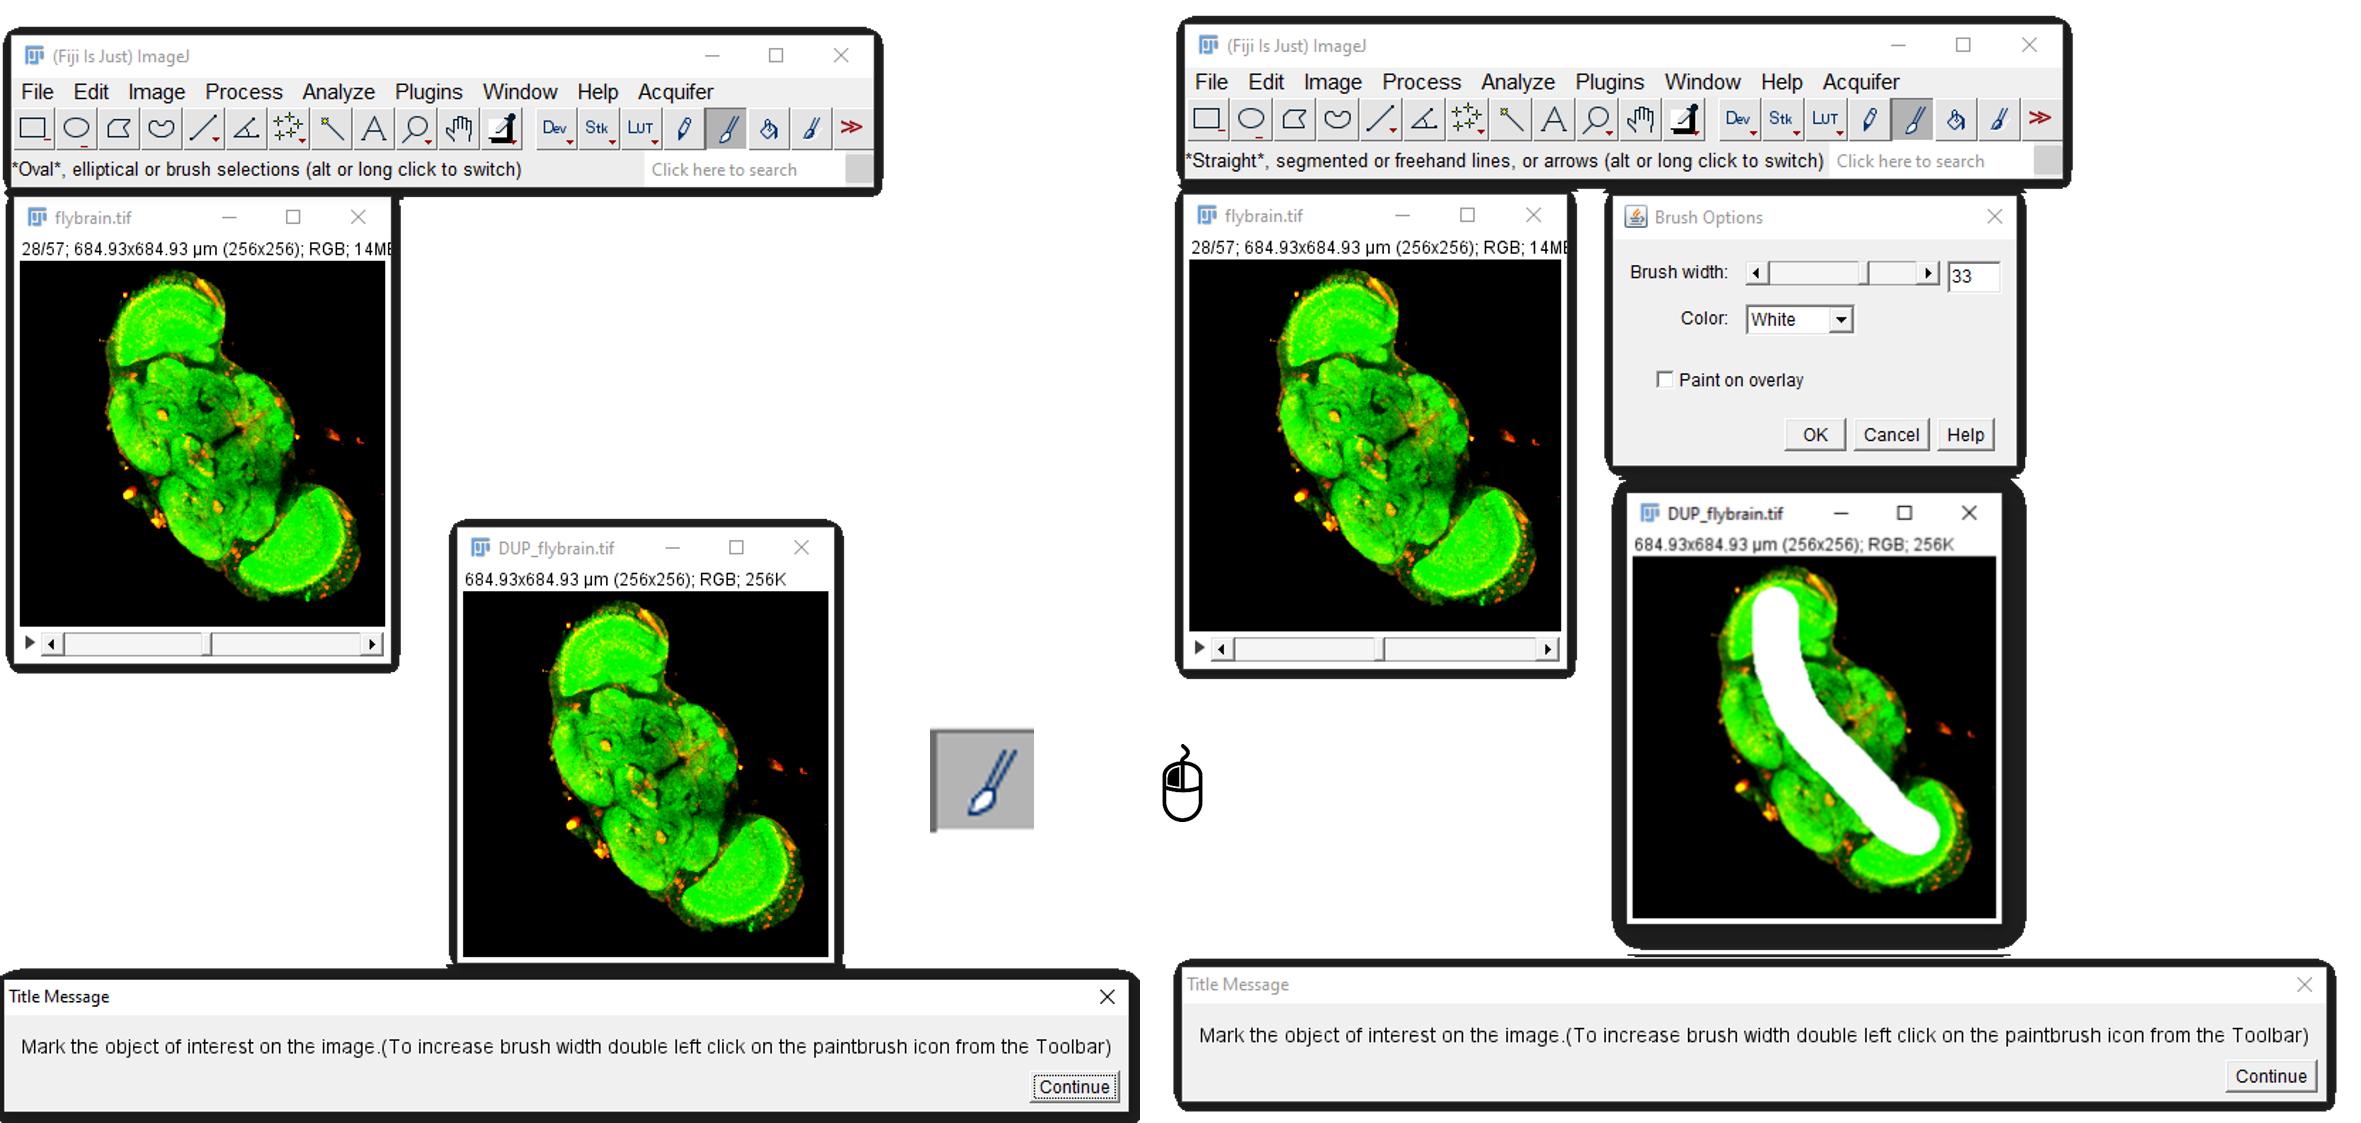 (Fiji Is Just) ImageJ
File Edit Image Process Analyze Plugins Window Help Acquifer
A Dev Stk LUT >>
*Oval*, elliptical or brush selections (alt or long click to switch) Click here to search
flybrain.tif
28/57; 684.93x684.93 µm (256x256); RGB; 14MB
DUP_flybrain.tif
684.93x684.93 µm (256x256); RGB; 256K
Title Message
Mark the object of interest on the image.(To increase brush width double left click on the paintbrush icon from the Toolbar)
Continue
(Fiji Is Just) ImageJ
File Edit Image Process Analyze Plugins Window Help Acquifer
A Dev Stk LUT >>
*Straight*, segmented or freehand lines, or arrows (alt or long click to switch) Click here to search
flybrain.tif
28/57; 684.93x684.93 µm (256x256); RGB; 14MB
Brush Options
Brush width: 33
Color: White
Paint on overlay
OK Cancel Help
DUP_flybrain.tif
684.93x684.93 µm (256x256); RGB; 256K
Title Message
Mark the object of interest on the image.(To increase brush width double left click on the paintbrush icon from the Toolbar)
Continue